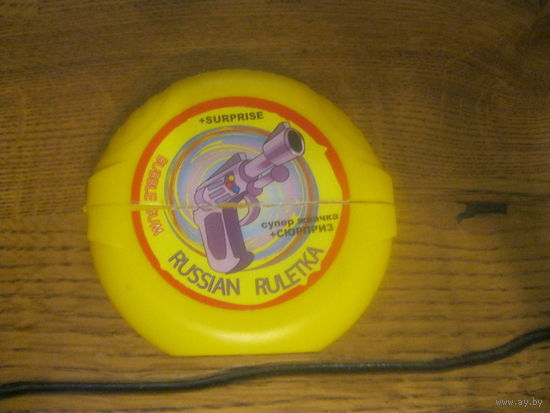 +SURPRISE
BUBBLE GUM
супер жвачка
+СЮРПРИЗ
RUSSIAN RULETKA
www.ay.by